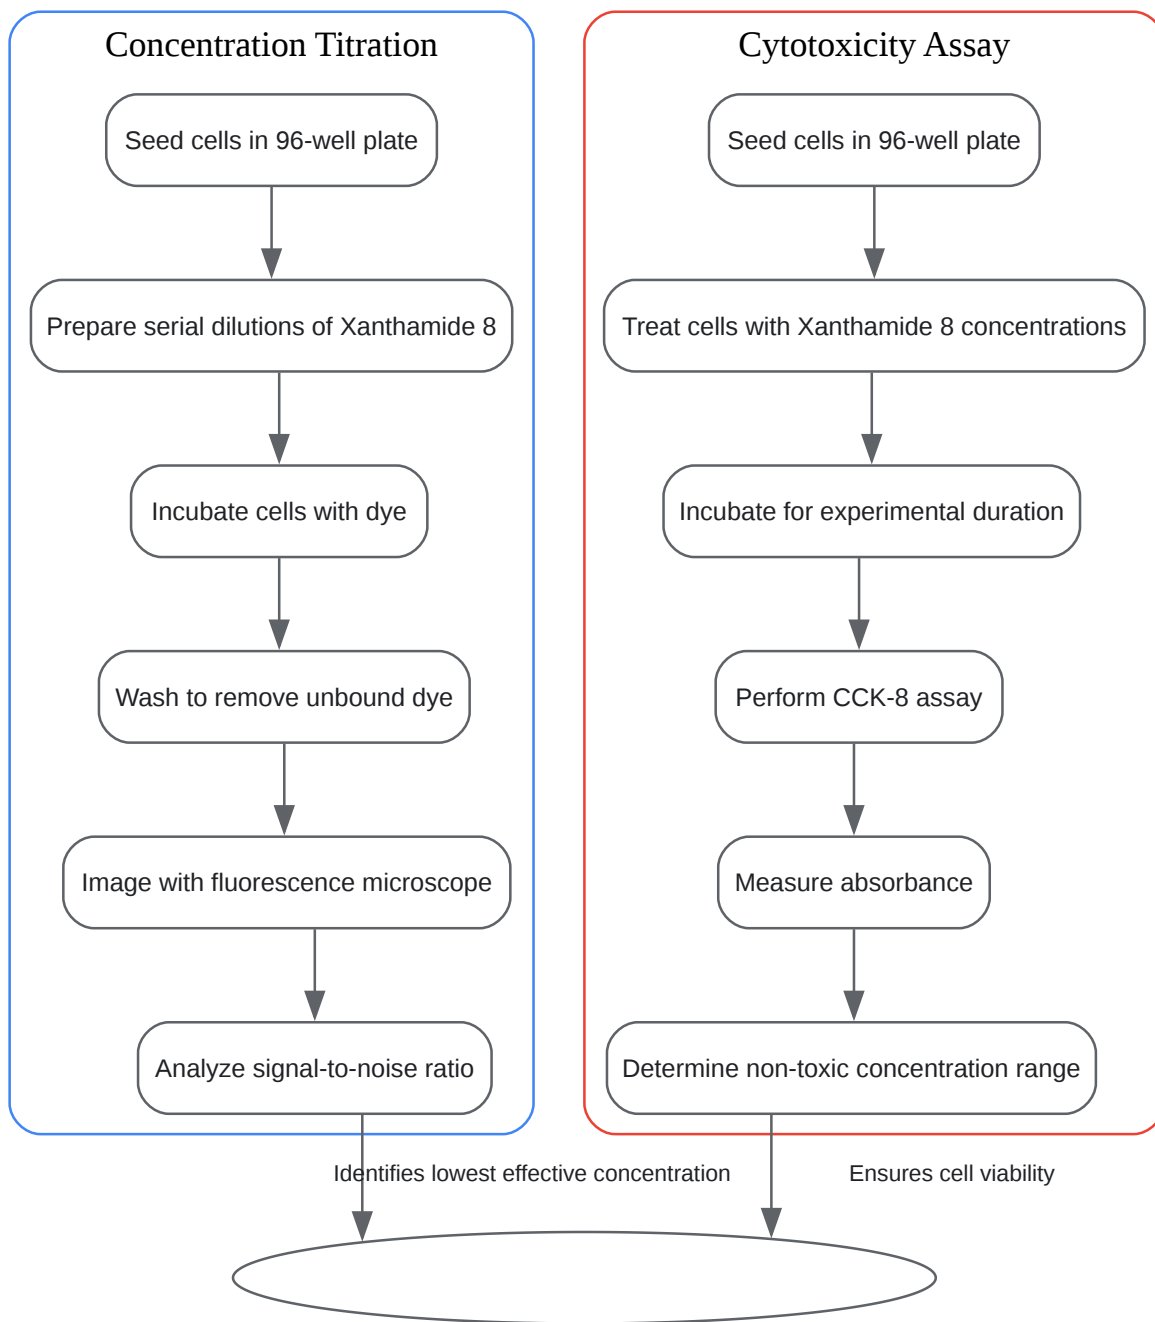 Concentration Titration
Seed cells in 96-well plate
Prepare serial dilutions of Xanthamide 8
Incubate cells with dye
Wash to remove unbound dye
Image with fluorescence microscope
Analyze signal-to-noise ratio
Identifies lowest effective concentration
Cytotoxicity Assay
Seed cells in 96-well plate
Treat cells with Xanthamide 8 concentrations
Incubate for experimental duration
Perform CCK-8 assay
Measure absorbance
Determine non-toxic concentration range
Ensures cell viability